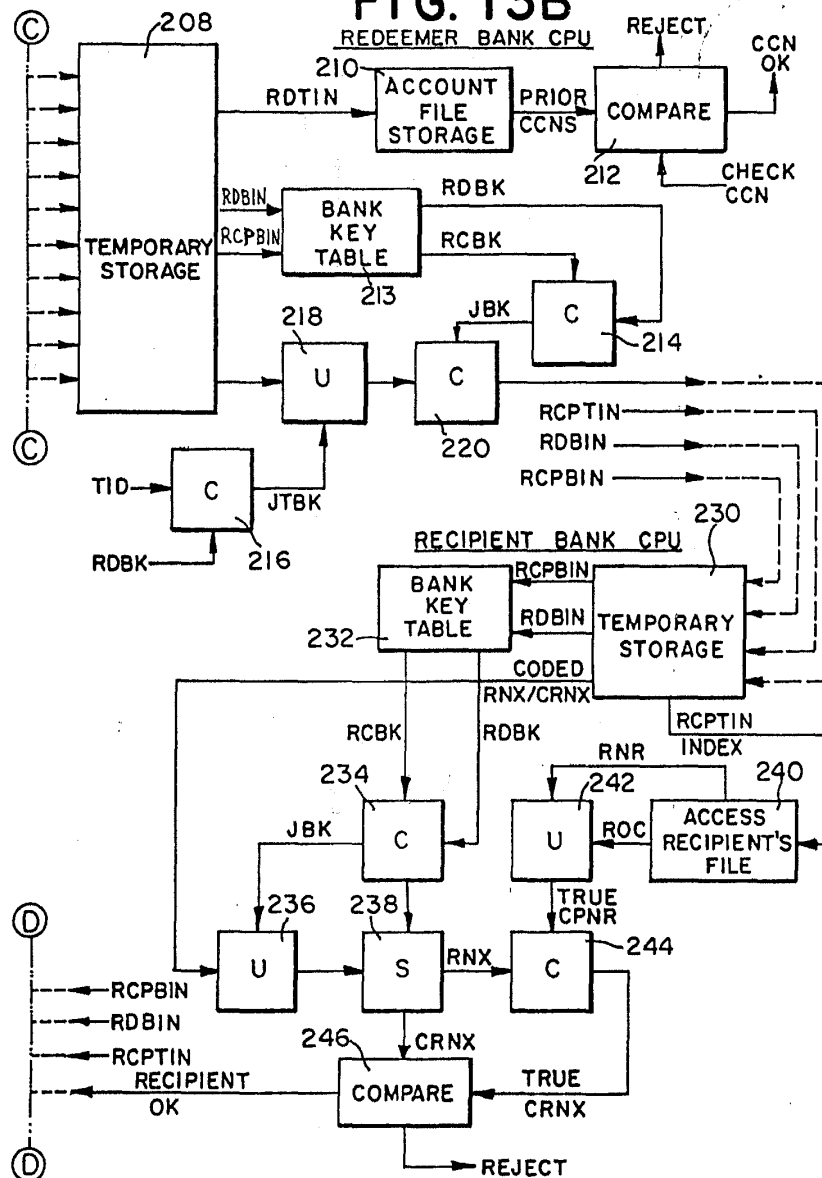 FIG. 13B
REDEEMER BANK CPU
C
208
REJECT
CCN
OK
210
ACCOUNT
FILE
STORAGE
RDTIN
PRIOR
CCNS
COMPARE
212
CHECK
CCN
RDBIN
RCPBIN
BANK
KEY
TABLE
213
RDBK
RCBK
TEMPORARY
STORAGE
218
U
JBK
C
214
C
220
C
TID
C
JTBK
216
RDBK
RCPTIN
RDBIN
RCPBIN
230
RECIPIENT BANK CPU
BANK
KEY
TABLE
232
RCPBIN
RDBIN
TEMPORARY
STORAGE
CODED
RNX/CRNX
RCPTIN
INDEX
RCBK
RDBK
RNR
234
242
240
JBK
C
U
ROC
ACCESS
RECIPIENT'S
FILE
TRUE
CPNR
D
236
238
244
U
S
RNX
C
RCPBIN
RDBIN
RCPTIN
CRNX
246
RECIPIENT
OK
COMPARE
TRUE
CRNX
D
REJECT